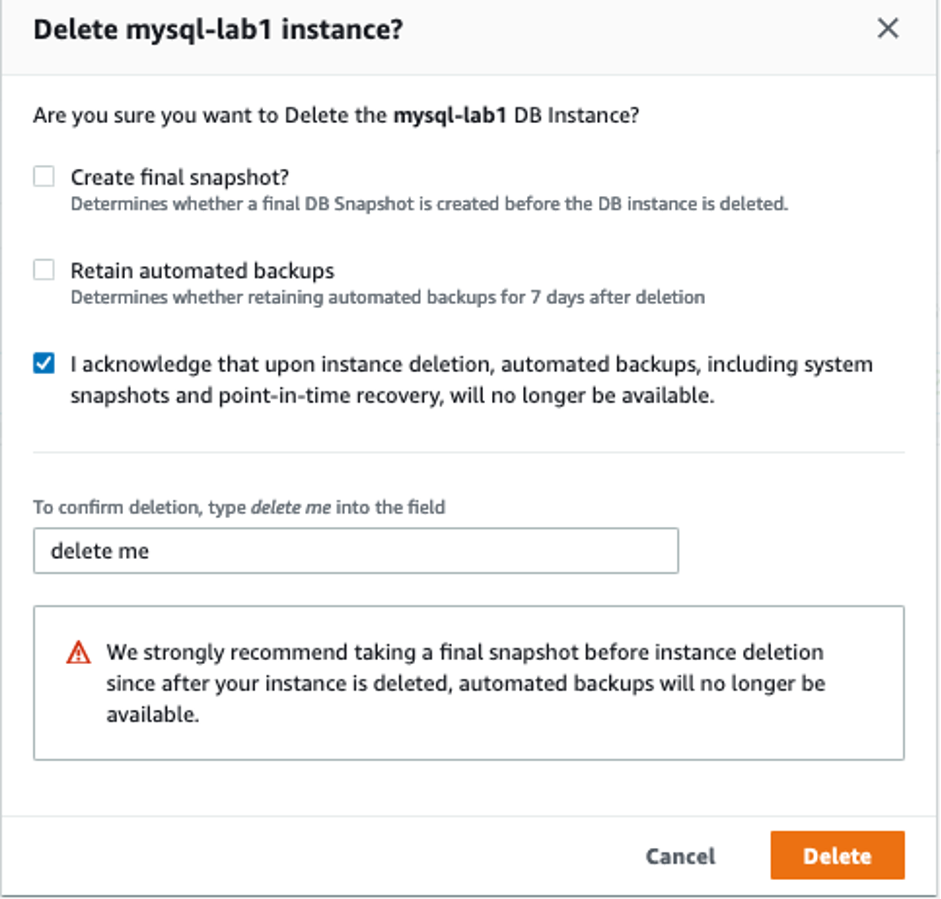 Delete mysql-lab1 instance?
Are you sure you want to Delete the mysql-lab1 DB Instance?
Create final snapshot?
Determines whether a final DB Snapshot is created before the DB instance is deleted.
Retain automated backups
Determines whether retaining automated backups for 7 days after deletion
I acknowledge that upon instance deletion, automated backups, including system
snapshots and point-in-time recovery, will no longer be available.
To confirm deletion, type delete me into the field
delete me
We strongly recommend taking a final snapshot before instance deletion
since after your instance is deleted, automated backups will no longer be
available.
Cancel
Delete